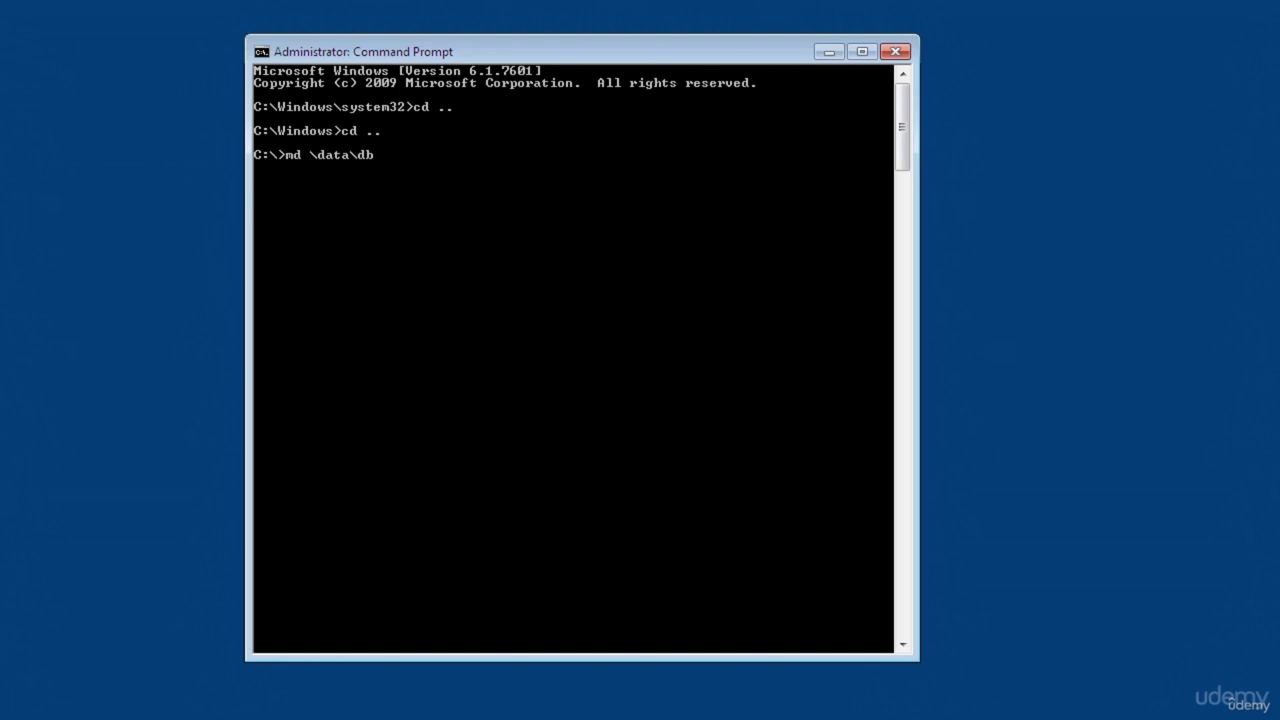 Administrator: Command Prompt
Microsoft Windows [Version 6.1.7601]
Copyright (c) 2009 Microsoft Corporation.  All rights reserved.
C:\Windows\system32>cd ..
C:\Windows>cd ..
C:\>md \data\db
udemy
ûdemy